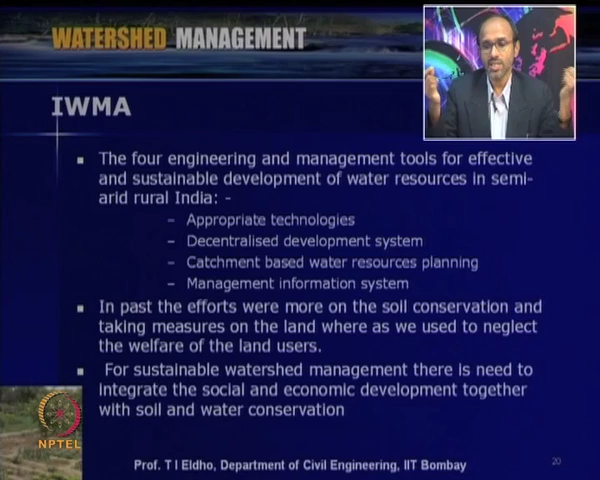 WATERSHED MANAGEMENT
IWMA
The four engineering and management tools for effective
and sustainable development of water resources in semi-
arid rural India: -
– Appropriate technologies
– Decentralised development system
– Catchment based water resources planning
– Management information system
In past the efforts were more on the soil conservation and
taking measures on the land where as we used to neglect
the welfare of the land users.
For sustainable watershed management there is need to
integrate the social and economic development together
with soil and water conservation
NPTEL
Prof. T I Eldho, Department of Civil Engineering, IIT Bombay
20